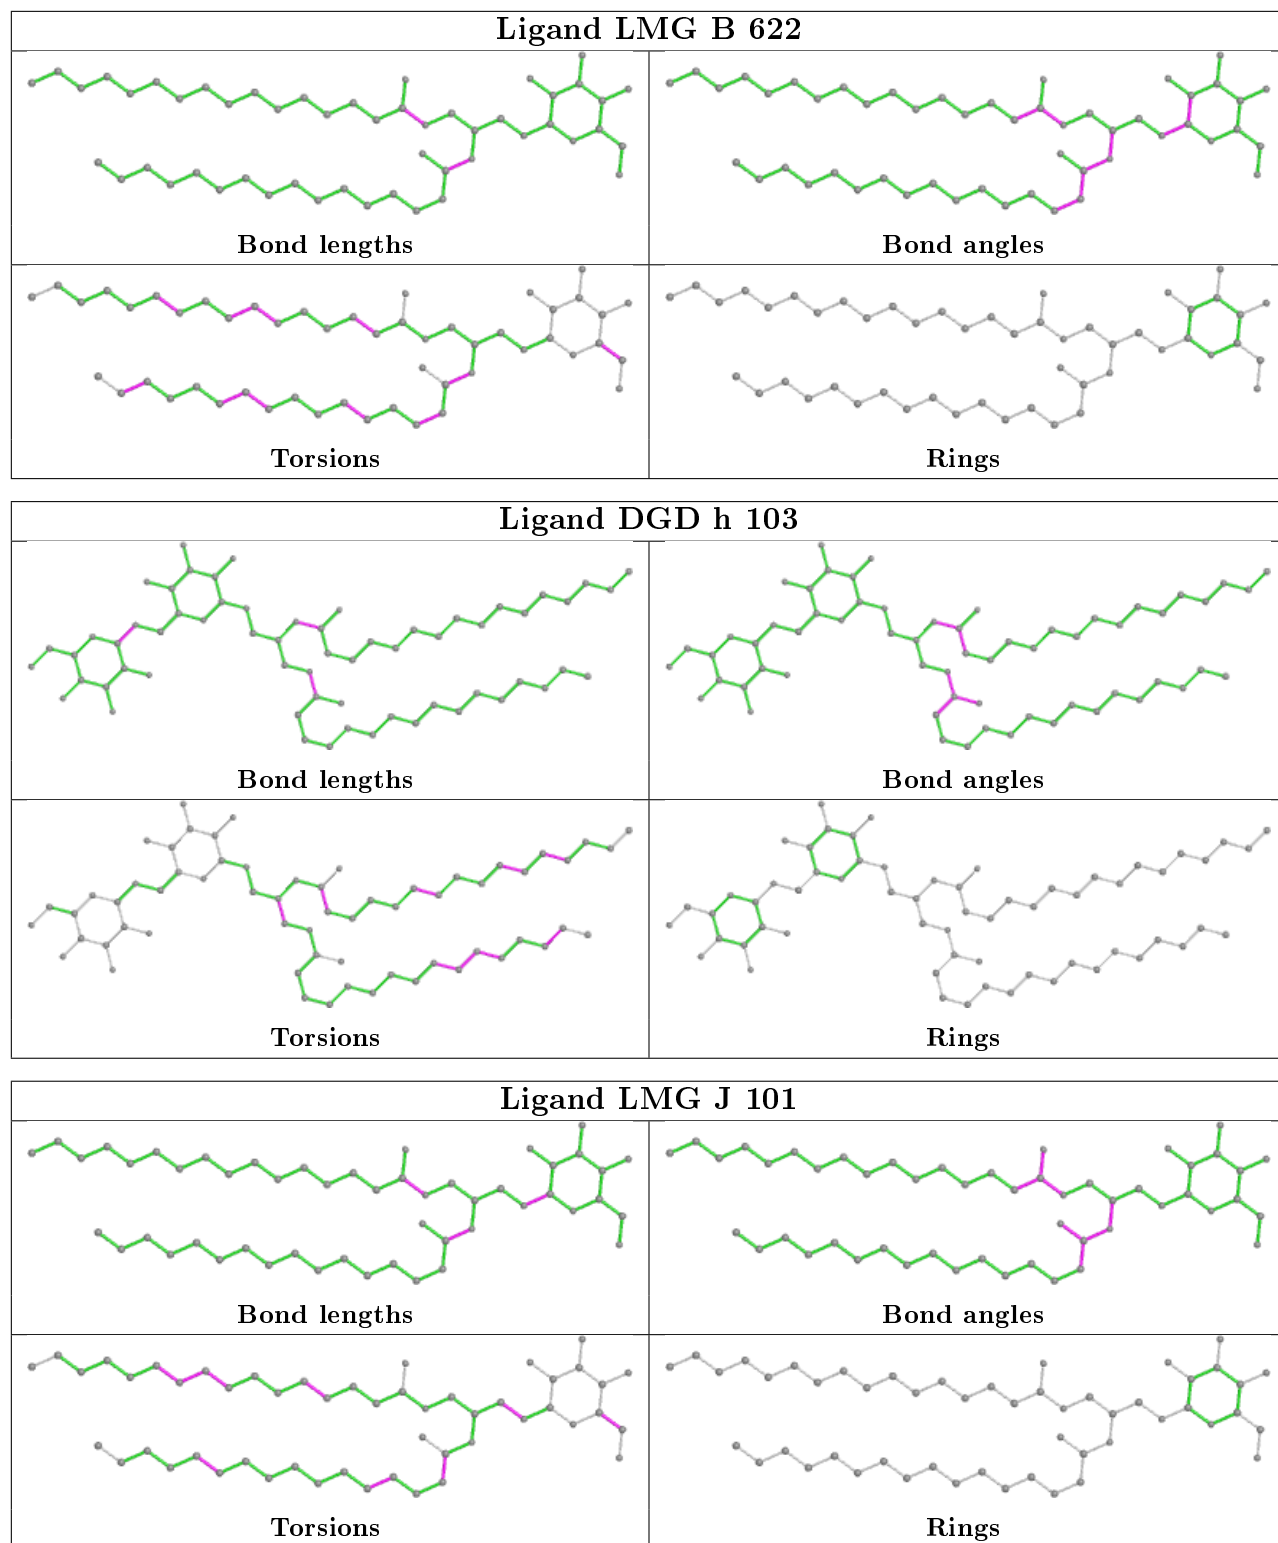 Ligand LMG B 622
Bond lengths
Bond angles
Torsions
Rings
Ligand DGD h 103
Bond lengths
Bond angles
Torsions
Rings
Ligand LMG J 101
Bond lengths
Bond angles
Torsions
Rings